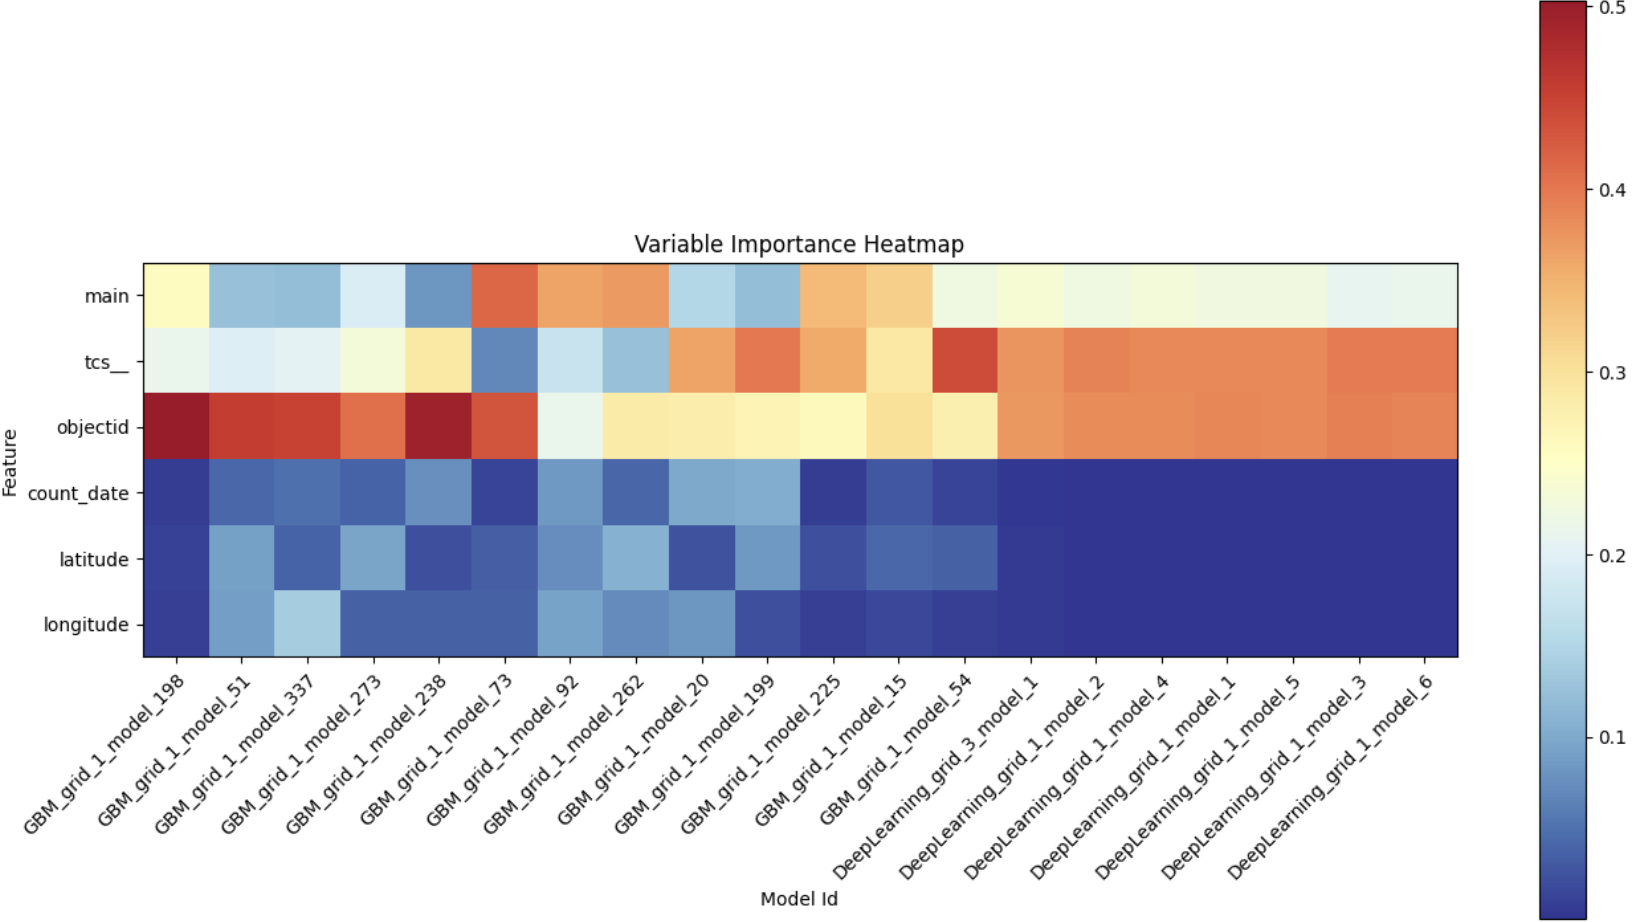 Variable Importance Heatmap
Feature
main
tcs__
objectid
count_date
latitude
longitude
GBM_grid_1_model_198
GBM_grid_1_model_51
GBM_grid_1_model_337
GBM_grid_1_model_273
GBM_grid_1_model_238
GBM_grid_1_model_73
GBM_grid_1_model_92
GBM_grid_1_model_262
GBM_grid_1_model_20
GBM_grid_1_model_199
GBM_grid_1_model_225
GBM_grid_1_model_15
GBM_grid_1_model_54
DeepLearning_grid_3_model_1
DeepLearning_grid_1_model_2
DeepLearning_grid_1_model_4
DeepLearning_grid_1_model_1
DeepLearning_grid_1_model_5
DeepLearning_grid_1_model_3
DeepLearning_grid_1_model_6
Model Id
0.5
0.4
0.3
0.2
0.1